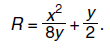 R = x²/8y + y/2.